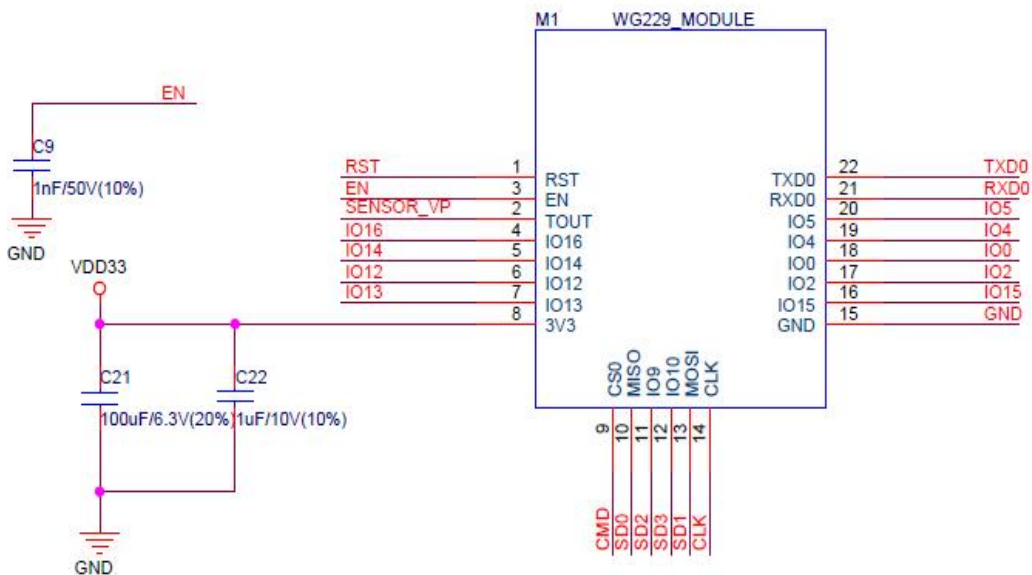 M1 WG229_MODULE
EN
C9
1nF/50V(10%)
GND
VDD33
C21
100uF/6.3V(20%)
C22
1uF/10V(10%)
GND
RST 1 RST
EN 3 EN
SENSOR_VP 2 TOUT
IO16 4 IO16
IO14 5 IO14
IO12 6 IO12
IO13 7 IO13
8 3V3
TXD0 22 TXD0
RXD0 21 RXD0
IO5 20 IO5
IO4 19 IO4
IO0 18 IO0
IO2 17 IO2
IO15 16 IO15
GND 15 GND
CS0 9 CMD
MISO 10 SD0
IO9 11 SD2
IO10 12 SD3
MOSI 13 SD1
CLK 14 CLK